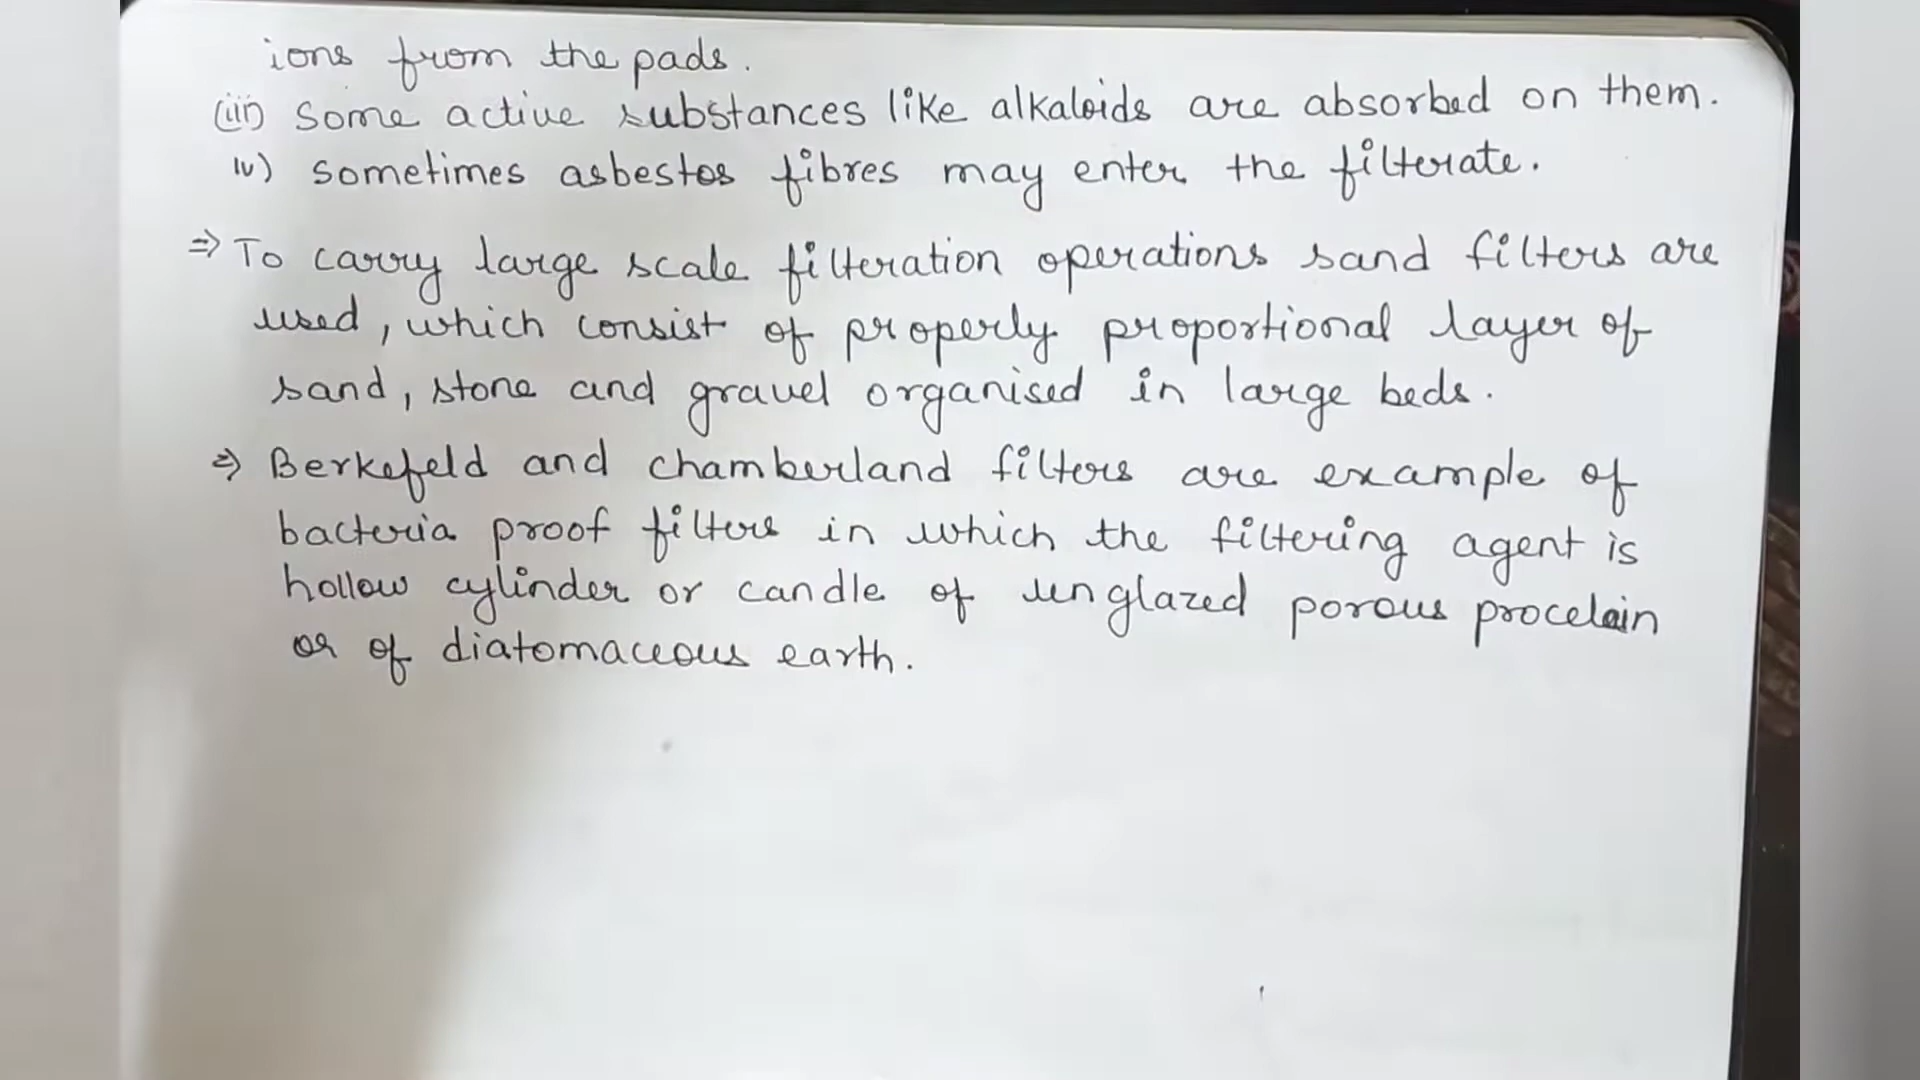 ions from the pads.
(iii) Some active substances like alkaloids are absorbed on them.
iv) sometimes asbestos fibres may enter the filterate.
⇒ To carry large scale filteration operations sand filters are
used, which consist of properly proportional layer of
sand, stone and gravel organised in large beds.
⇒ Berkefeld and chamberland filters are example of
bacteria proof filters in which the filtering agent is
hollow cylinder or candle of unglazed porous procelain
or of diatomaceous earth.